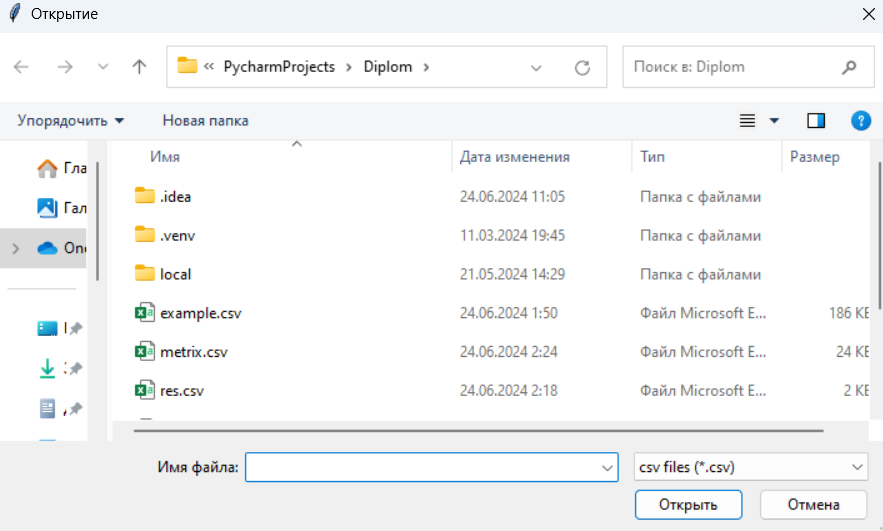 Открытие
PycharmProjects
Diplom
Поиск в: Diplom
Упорядочить
Новая папка
?
Имя
Дата изменения
Тип
Размер
Гла
Гал
One
.idea 24.06.2024 11:05 Папка с файлами
.venv 11.03.2024 19:45 Папка с файлами
local 21.05.2024 14:29 Папка с файлами
example.csv 24.06.2024 1:50 Файл Microsoft E... 186 КБ
metrix.csv 24.06.2024 2:24 Файл Microsoft E... 24 КБ
res.csv 24.06.2024 2:18 Файл Microsoft E... 2 КБ
Имя файла:
csv files (*.csv)
Открыть
Отмена